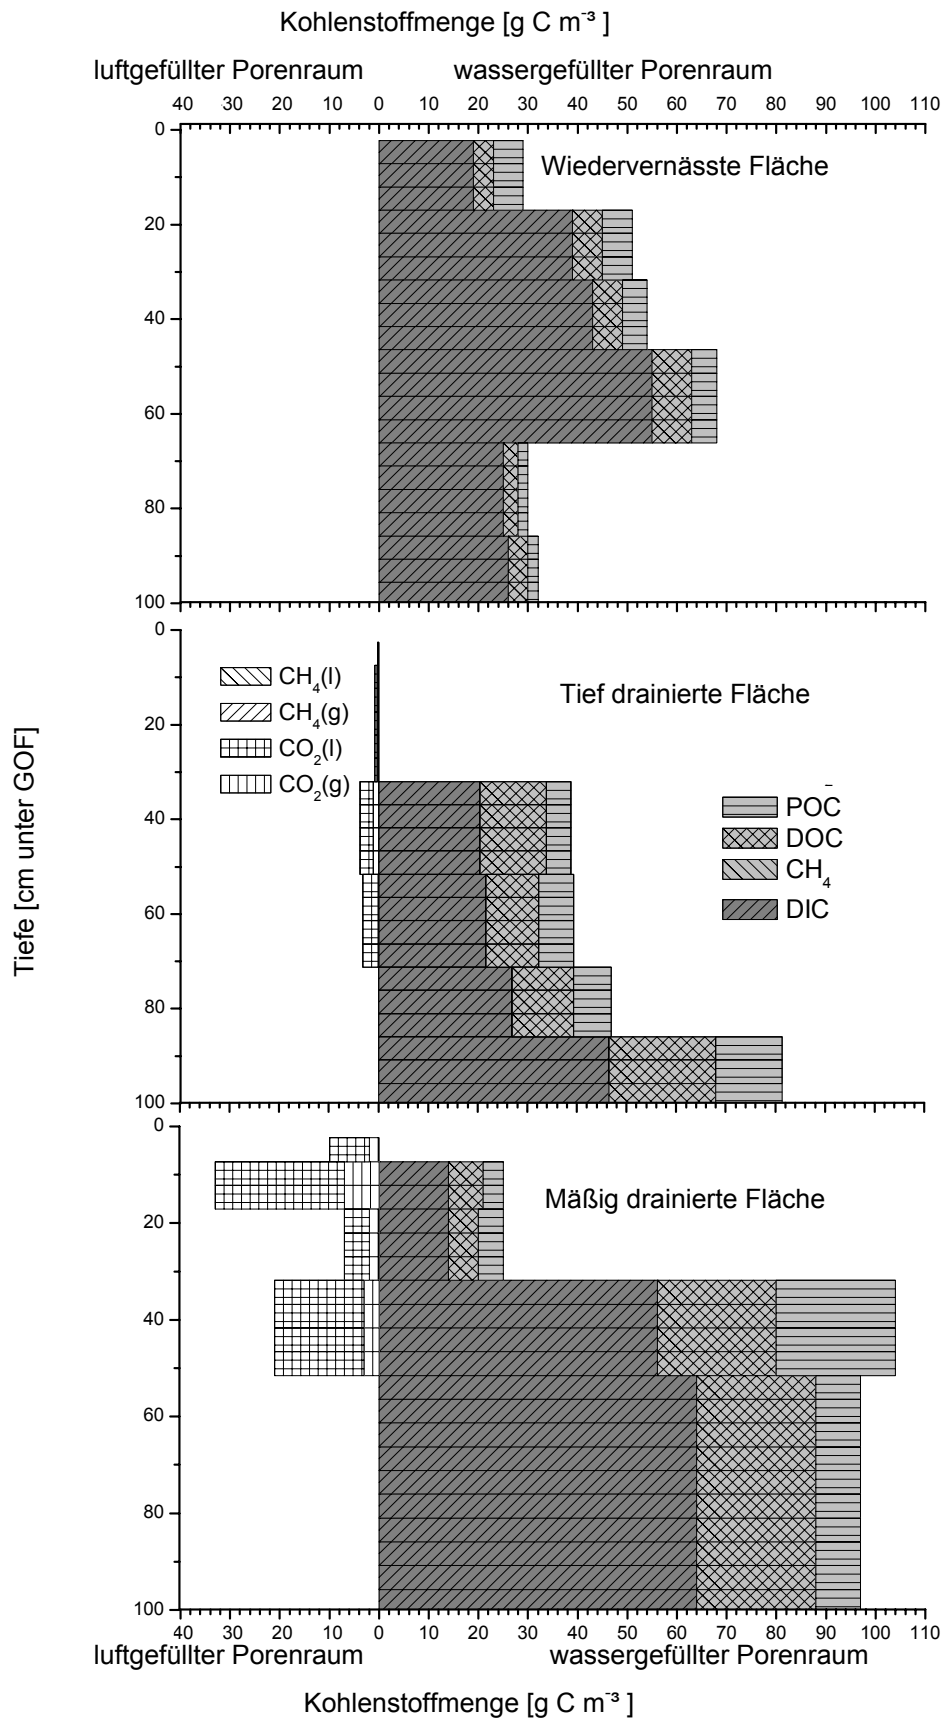 Kohlenstoffmenge [g C m⁻³ ]
luftgefüllter Porenraum wassergefüllter Porenraum
40 30 20 10 0 10 20 30 40 50 60 70 80 90 100 110
0
Wiedervernässte Fläche
20
40
60
80
100
0
CH₄(l)
Tief drainierte Fläche
CH₄(g)
20
CO₂(l)
CO₂(g)
POC
40
DOC
CH₄
DIC
60
80
100
Tiefe [cm unter GOF]
0
Mäßig drainierte Fläche
20
40
60
80
100
40 30 20 10 0 10 20 30 40 50 60 70 80 90 100 110
luftgefüllter Porenraum wassergefüllter Porenraum
Kohlenstoffmenge [g C m⁻³ ]